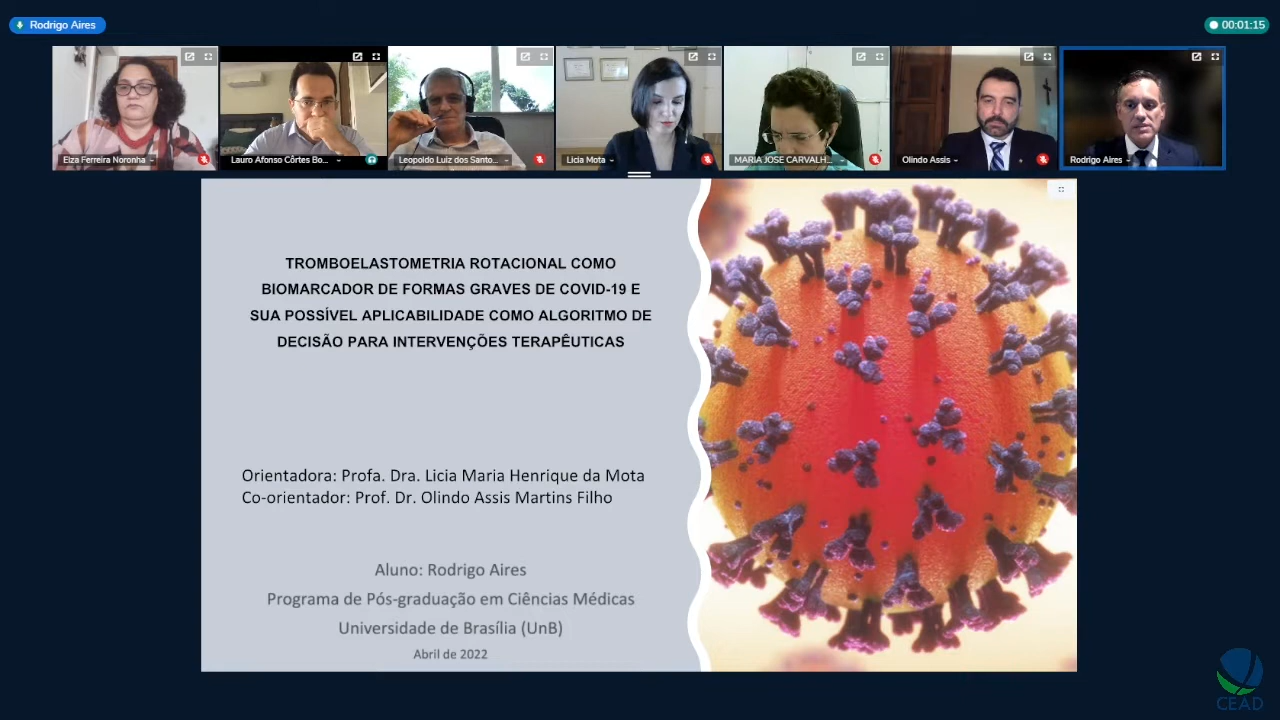 Rodrigo Aires
00:01:15
Eiza Ferreira Noronha
Lauro Afonso Côrtes Bo...
Leopoldo Luiz dos Santo...
Licia Mota
MARIA JOSE CARVALH...
Olindo Assis
Rodrigo Aires
TROMBOELASTOMETRIA ROTACIONAL COMO
BIOMARCADOR DE FORMAS GRAVES DE COVID-19 E
SUA POSSÍVEL APLICABILIDADE COMO ALGORITMO DE
DECISÃO PARA INTERVENÇÕES TERAPÊUTICAS
Orientadora: Profa. Dra. Licia Maria Henrique da Mota
Co-orientador: Prof. Dr. Olindo Assis Martins Filho
Aluno: Rodrigo Aires
Programa de Pós-graduação em Ciências Médicas
Universidade de Brasília (UnB)
Abril de 2022
CEAD